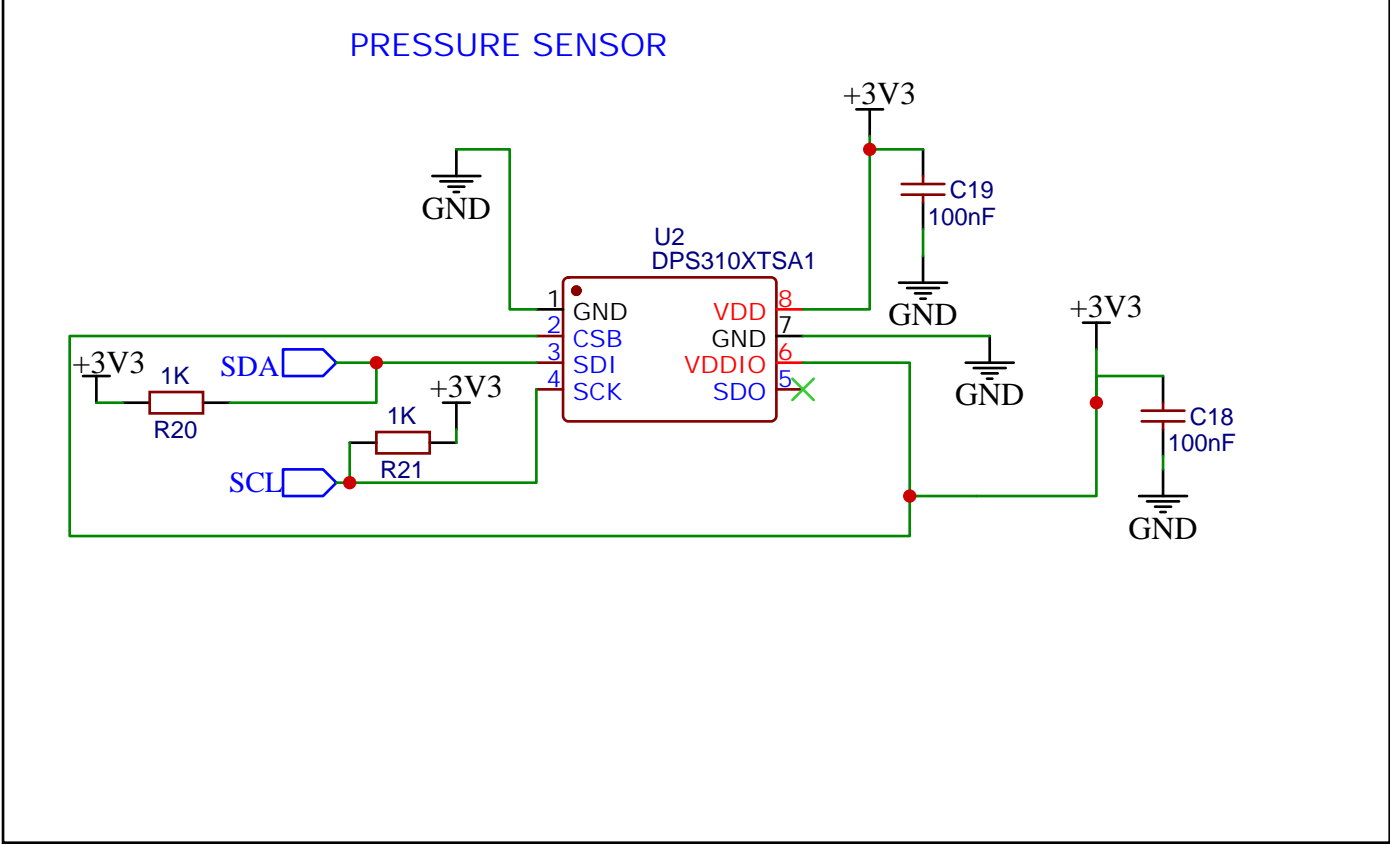 PRESSURE SENSOR
+3V3
C19
100nF
GND
GND
U2
DPS310XTSA1
1
GND
2
CSB
3
SDI
4
SCK
VDD
8
GND
7
VDDIO
6
SDO
5
SDA
+3V3
1K
R20
+3V3
1K
R21
SCL
GND
+3V3
C18
100nF
GND